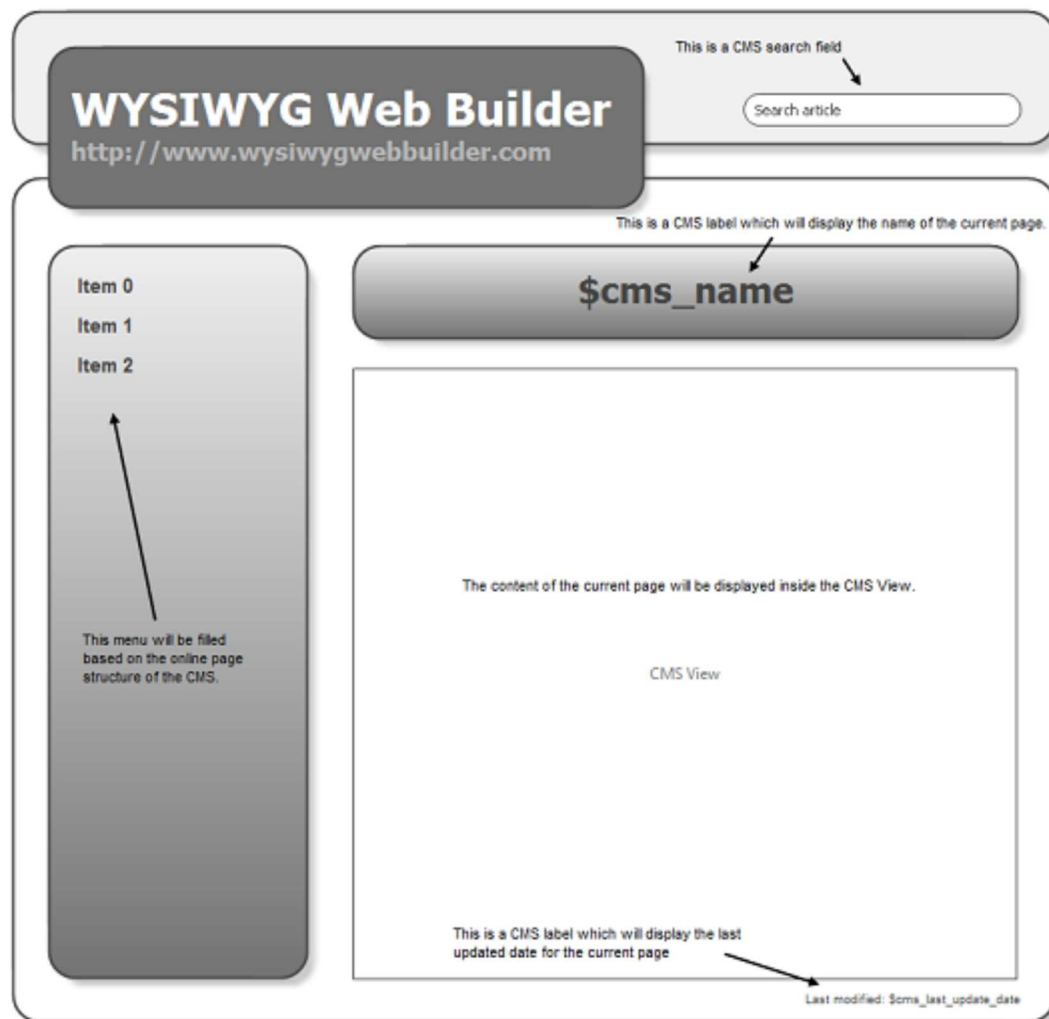 This is a CMS search field
WYSIWYG Web Builder
http://www.wysiwygwebbuilder.com
Search article
This is a CMS label which will display the name of the current page.
$cms_name
Item 0
Item 1
Item 2
This menu will be filled
based on the online page
structure of the CMS.
The content of the current page will be displayed inside the CMS View.
CMS View
This is a CMS label which will display the last
updated date for the current page
Last modified: $cms_last_update_date